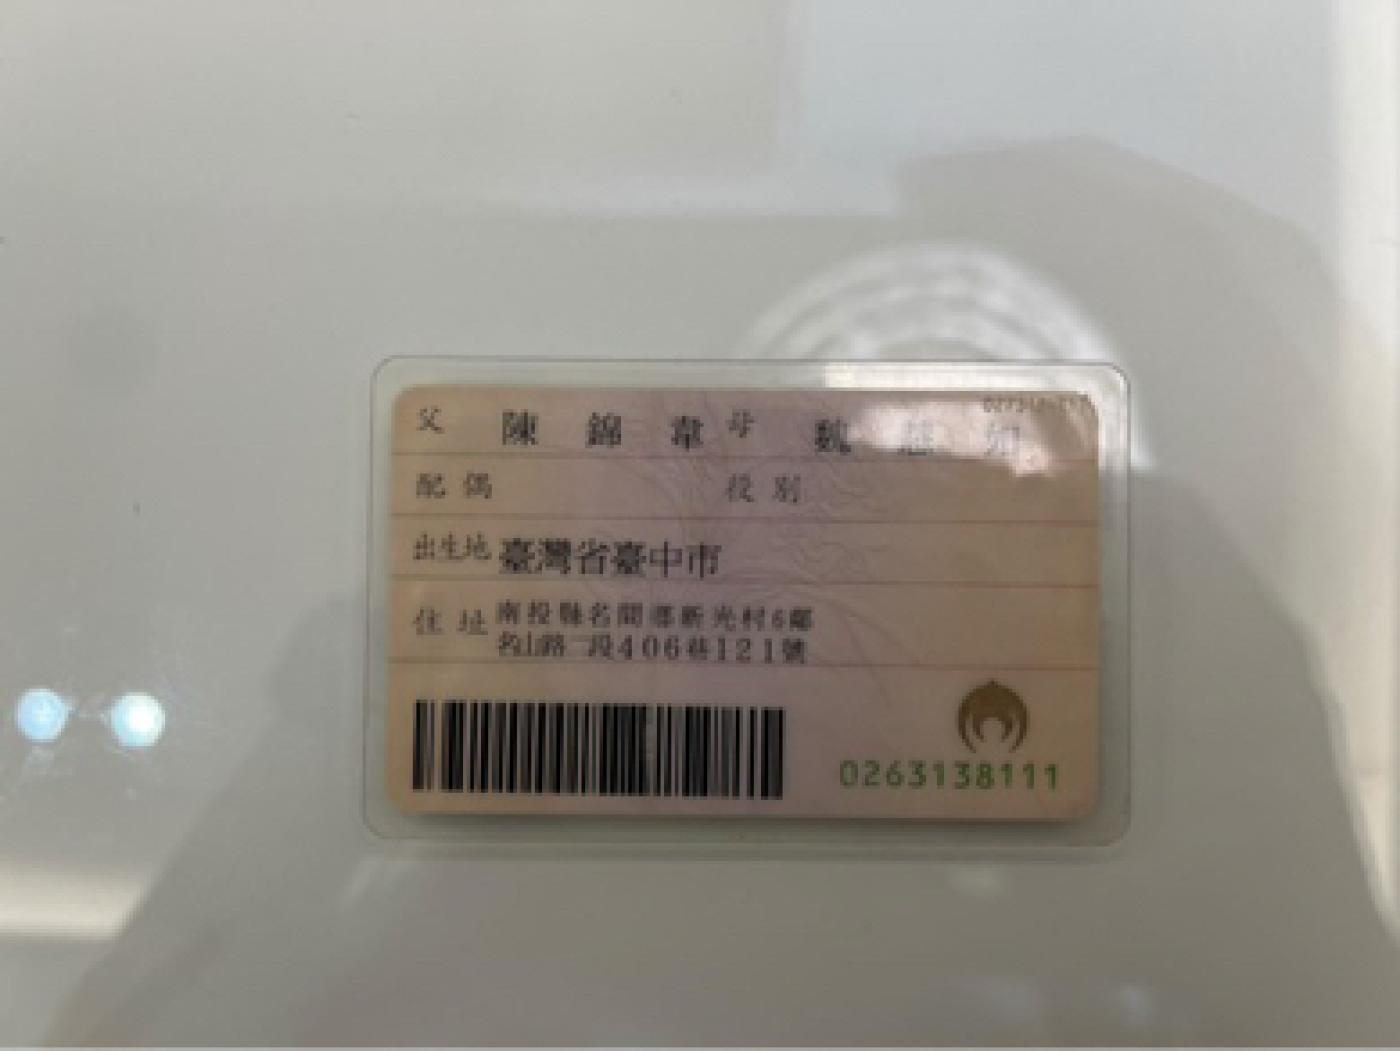 父 陳 錦 韋 母 魏 慈 如
配偶 役別
出生地 臺灣省臺中市
住址 南投縣名間鄉新光村6鄰
名山路二段406巷121號
0263138111